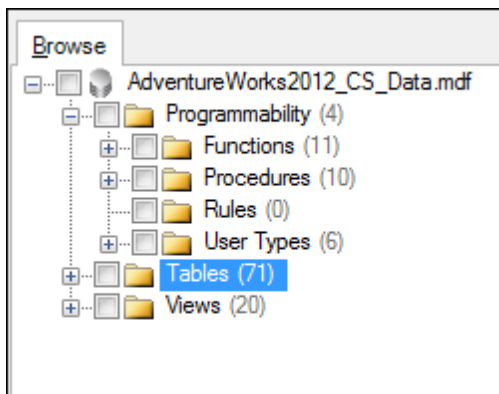 Browse
AdventureWorks2012_CS_Data.mdf
Programmability (4)
Functions (11)
Procedures (10)
Rules (0)
User Types (6)
Tables (71)
Views (20)